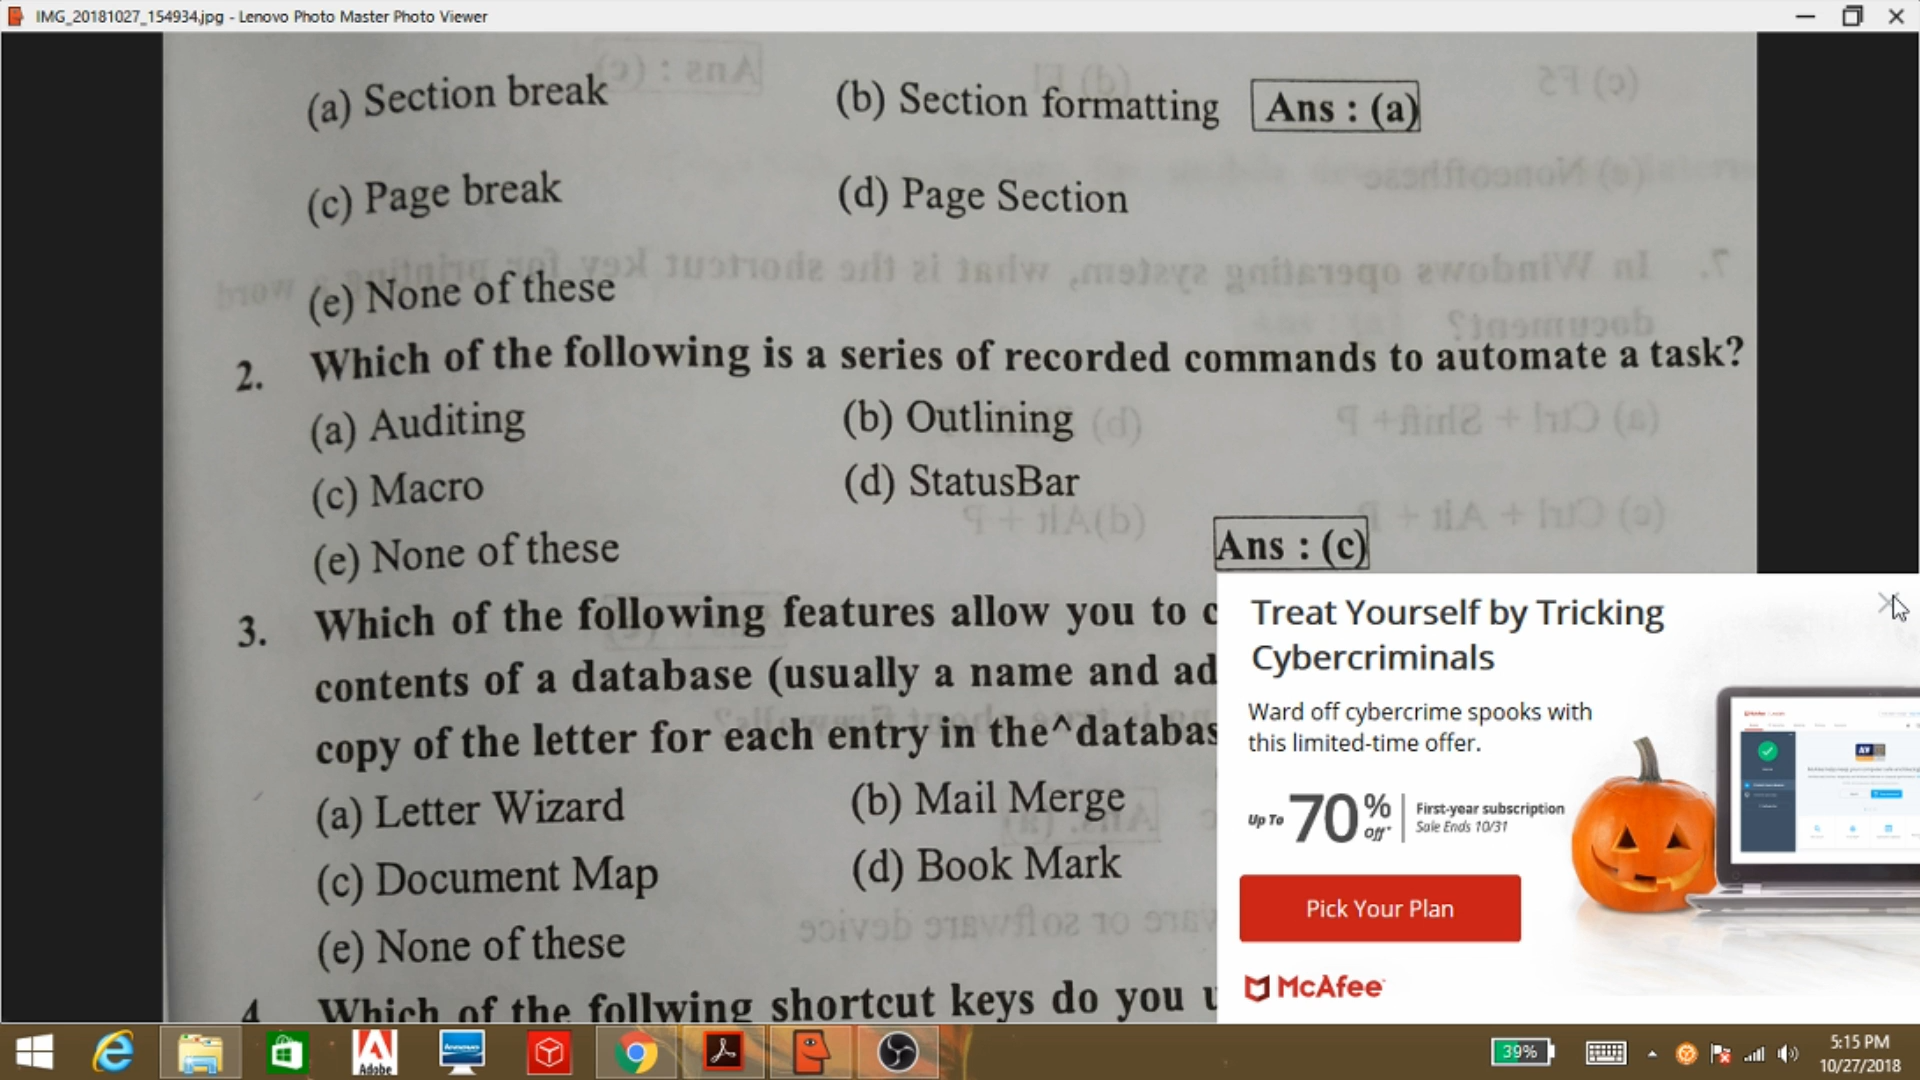 IMG_20181027_154934.jpg - Lenovo Photo Master Photo Viewer
(a) Section break (b) Section formatting Ans : (a)
(c) Page break (d) Page Section
(e) None of these
2. Which of the following is a series of recorded commands to automate a task?
(a) Auditing (b) Outlining
(c) Macro (d) StatusBar
(e) None of these
Ans : (c)
3. Which of the following features allow you to c
contents of a database (usually a name and ad
copy of the letter for each entry in the^databas
(a) Letter Wizard (b) Mail Merge
(c) Document Map (d) Book Mark
(e) None of these
4 Which of the follwing shortcut keys do you u
Treat Yourself by Tricking
Cybercriminals
Ward off cybercrime spooks with
this limited-time offer.
Up To 70% off* First-year subscription
Sale Ends 10/31
Pick Your Plan
McAfee
Adobe
lenovo
39%
5:15 PM
10/27/2018